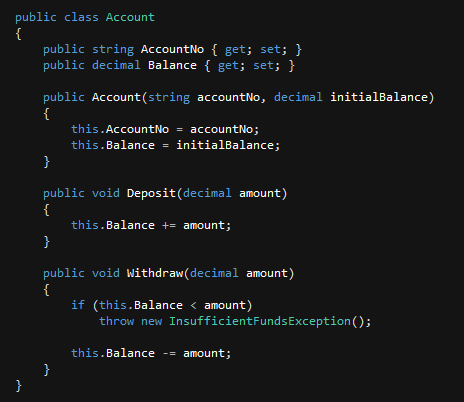 public class Account
{
    public string AccountNo { get; set; }
    public decimal Balance { get; set; }

    public Account(string accountNo, decimal initialBalance)
    {
        this.AccountNo = accountNo;
        this.Balance = initialBalance;
    }

    public void Deposit(decimal amount)
    {
        this.Balance += amount;
    }

    public void Withdraw(decimal amount)
    {
        if (this.Balance < amount)
            throw new InsufficientFundsException();

        this.Balance -= amount;
    }
}